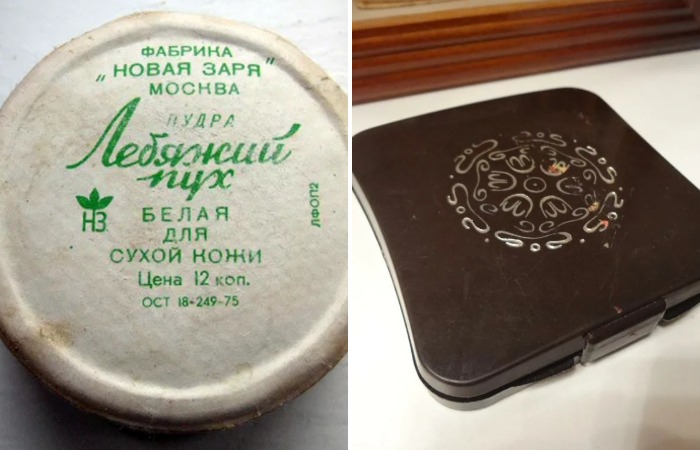 ФАБРИКА
„НОВАЯ ЗАРЯ"
МОСКВА
ПУДРА
Лебяжий
пух
НЗ
БЕЛАЯ
ДЛЯ
СУХОЙ КОЖИ
Цена 12 коп.
ОСТ 18-249-75
ЛФОП2